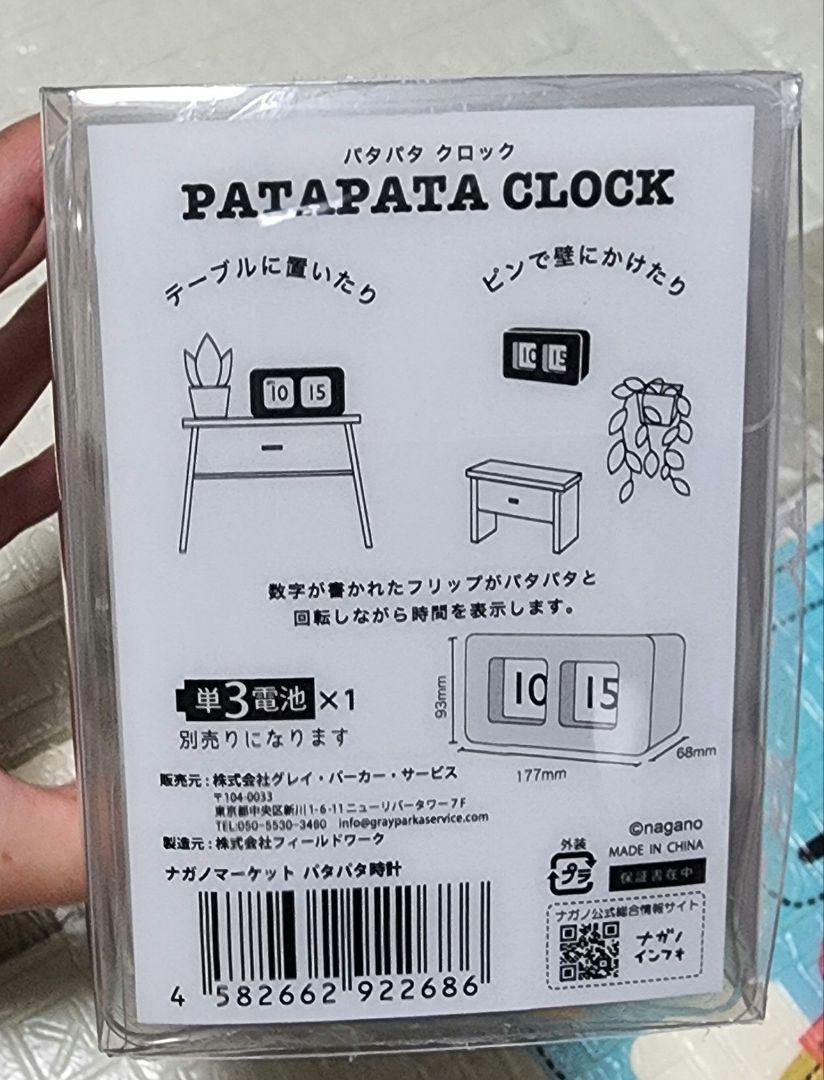 パタパタ クロック
PATAPATA CLOCK
テーブルに置いたり
ピンで壁にかけたり
10 15
10 15
数字が書かれたフリップがパタパタと
回転しながら時間を表示します。
10 15
93mm
177mm
68mm
単3電池×1
別売りになります
販売元:株式会社グレイ・パーカー・サービス
〒104-0033
東京都中央区新川1-6-11ニューリバータワー7F
TEL:050-5530-3460 info@grayparkaservice.com
製造元:株式会社フィールドワーク
ナガノマーケット パタパタ時計
4 582662 922686
©nagano
MADE IN CHINA
外装
プラ
保証書在中
ナガノ公式総合情報サイト
ナガノ
インフォ